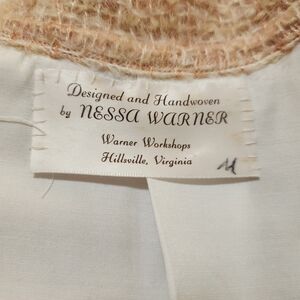 Designed and Handwoven
by NESSA WARNER
Warner Workshops
Hillsville, Virginia
M